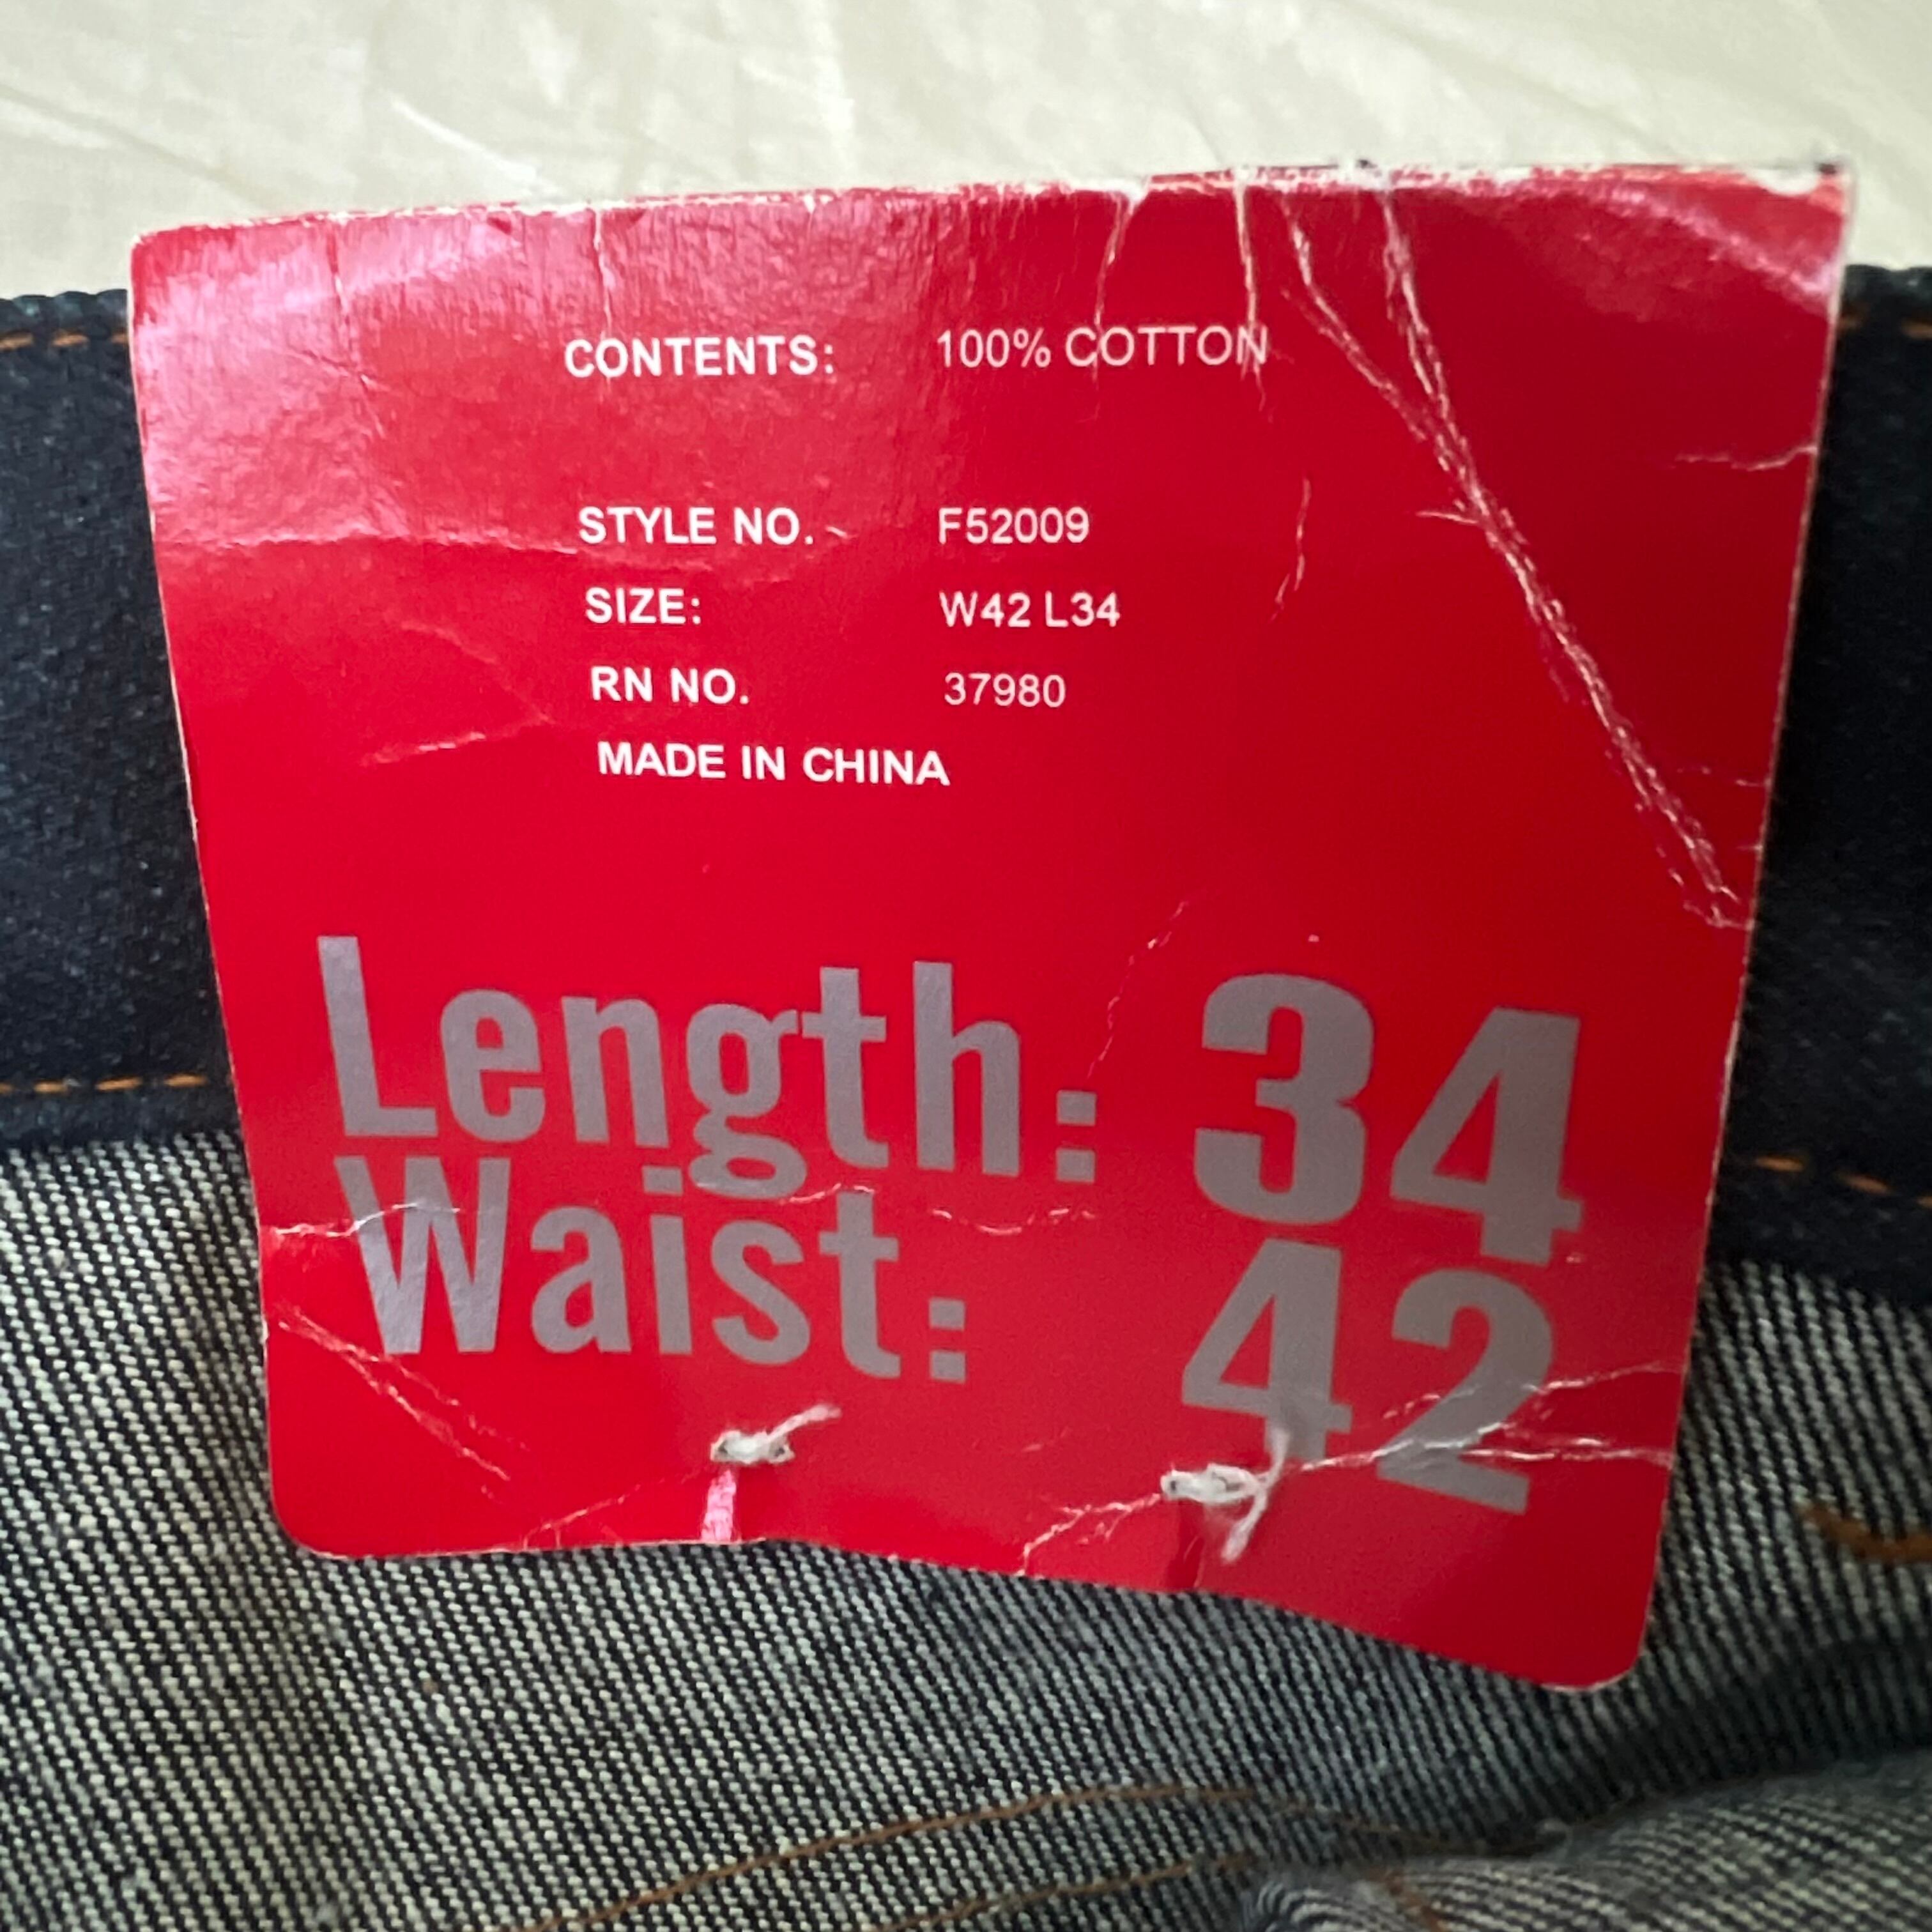 CONTENTS: 100% COTTON
STYLE NO. F52009
SIZE: W42 L34
RN NO. 37980
MADE IN CHINA
Length: 34
Waist: 42